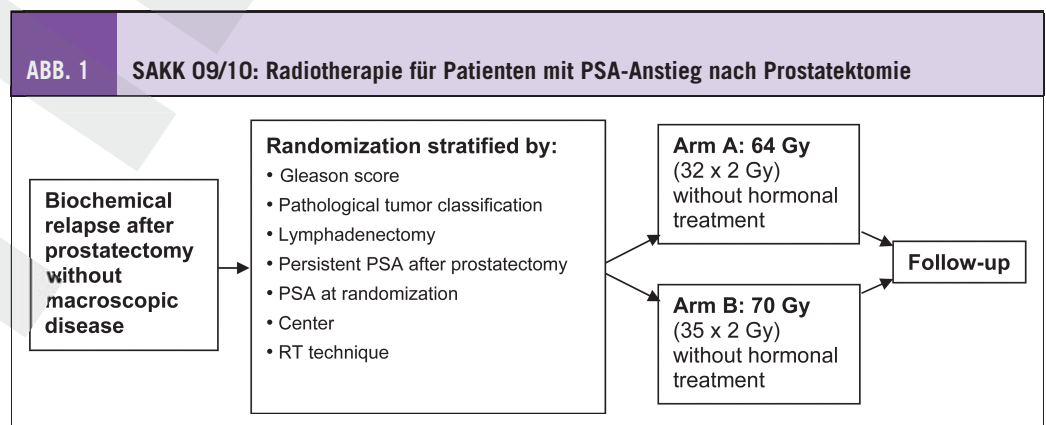 ABB. 1
SAKK 09/10: Radiotherapie für Patienten mit PSA-Anstieg nach Prostatektomie
Biochemical
relapse after
prostatectomy
without
macroscopic
disease
Randomization stratified by:
• Gleason score
• Pathological tumor classification
• Lymphadenectomy
• Persistent PSA after prostatectomy
• PSA at randomization
• Center
• RT technique
Arm A: 64 Gy
(32 x 2 Gy)
without hormonal
treatment
Arm B: 70 Gy
(35 x 2 Gy)
without hormonal
treatment
Follow-up